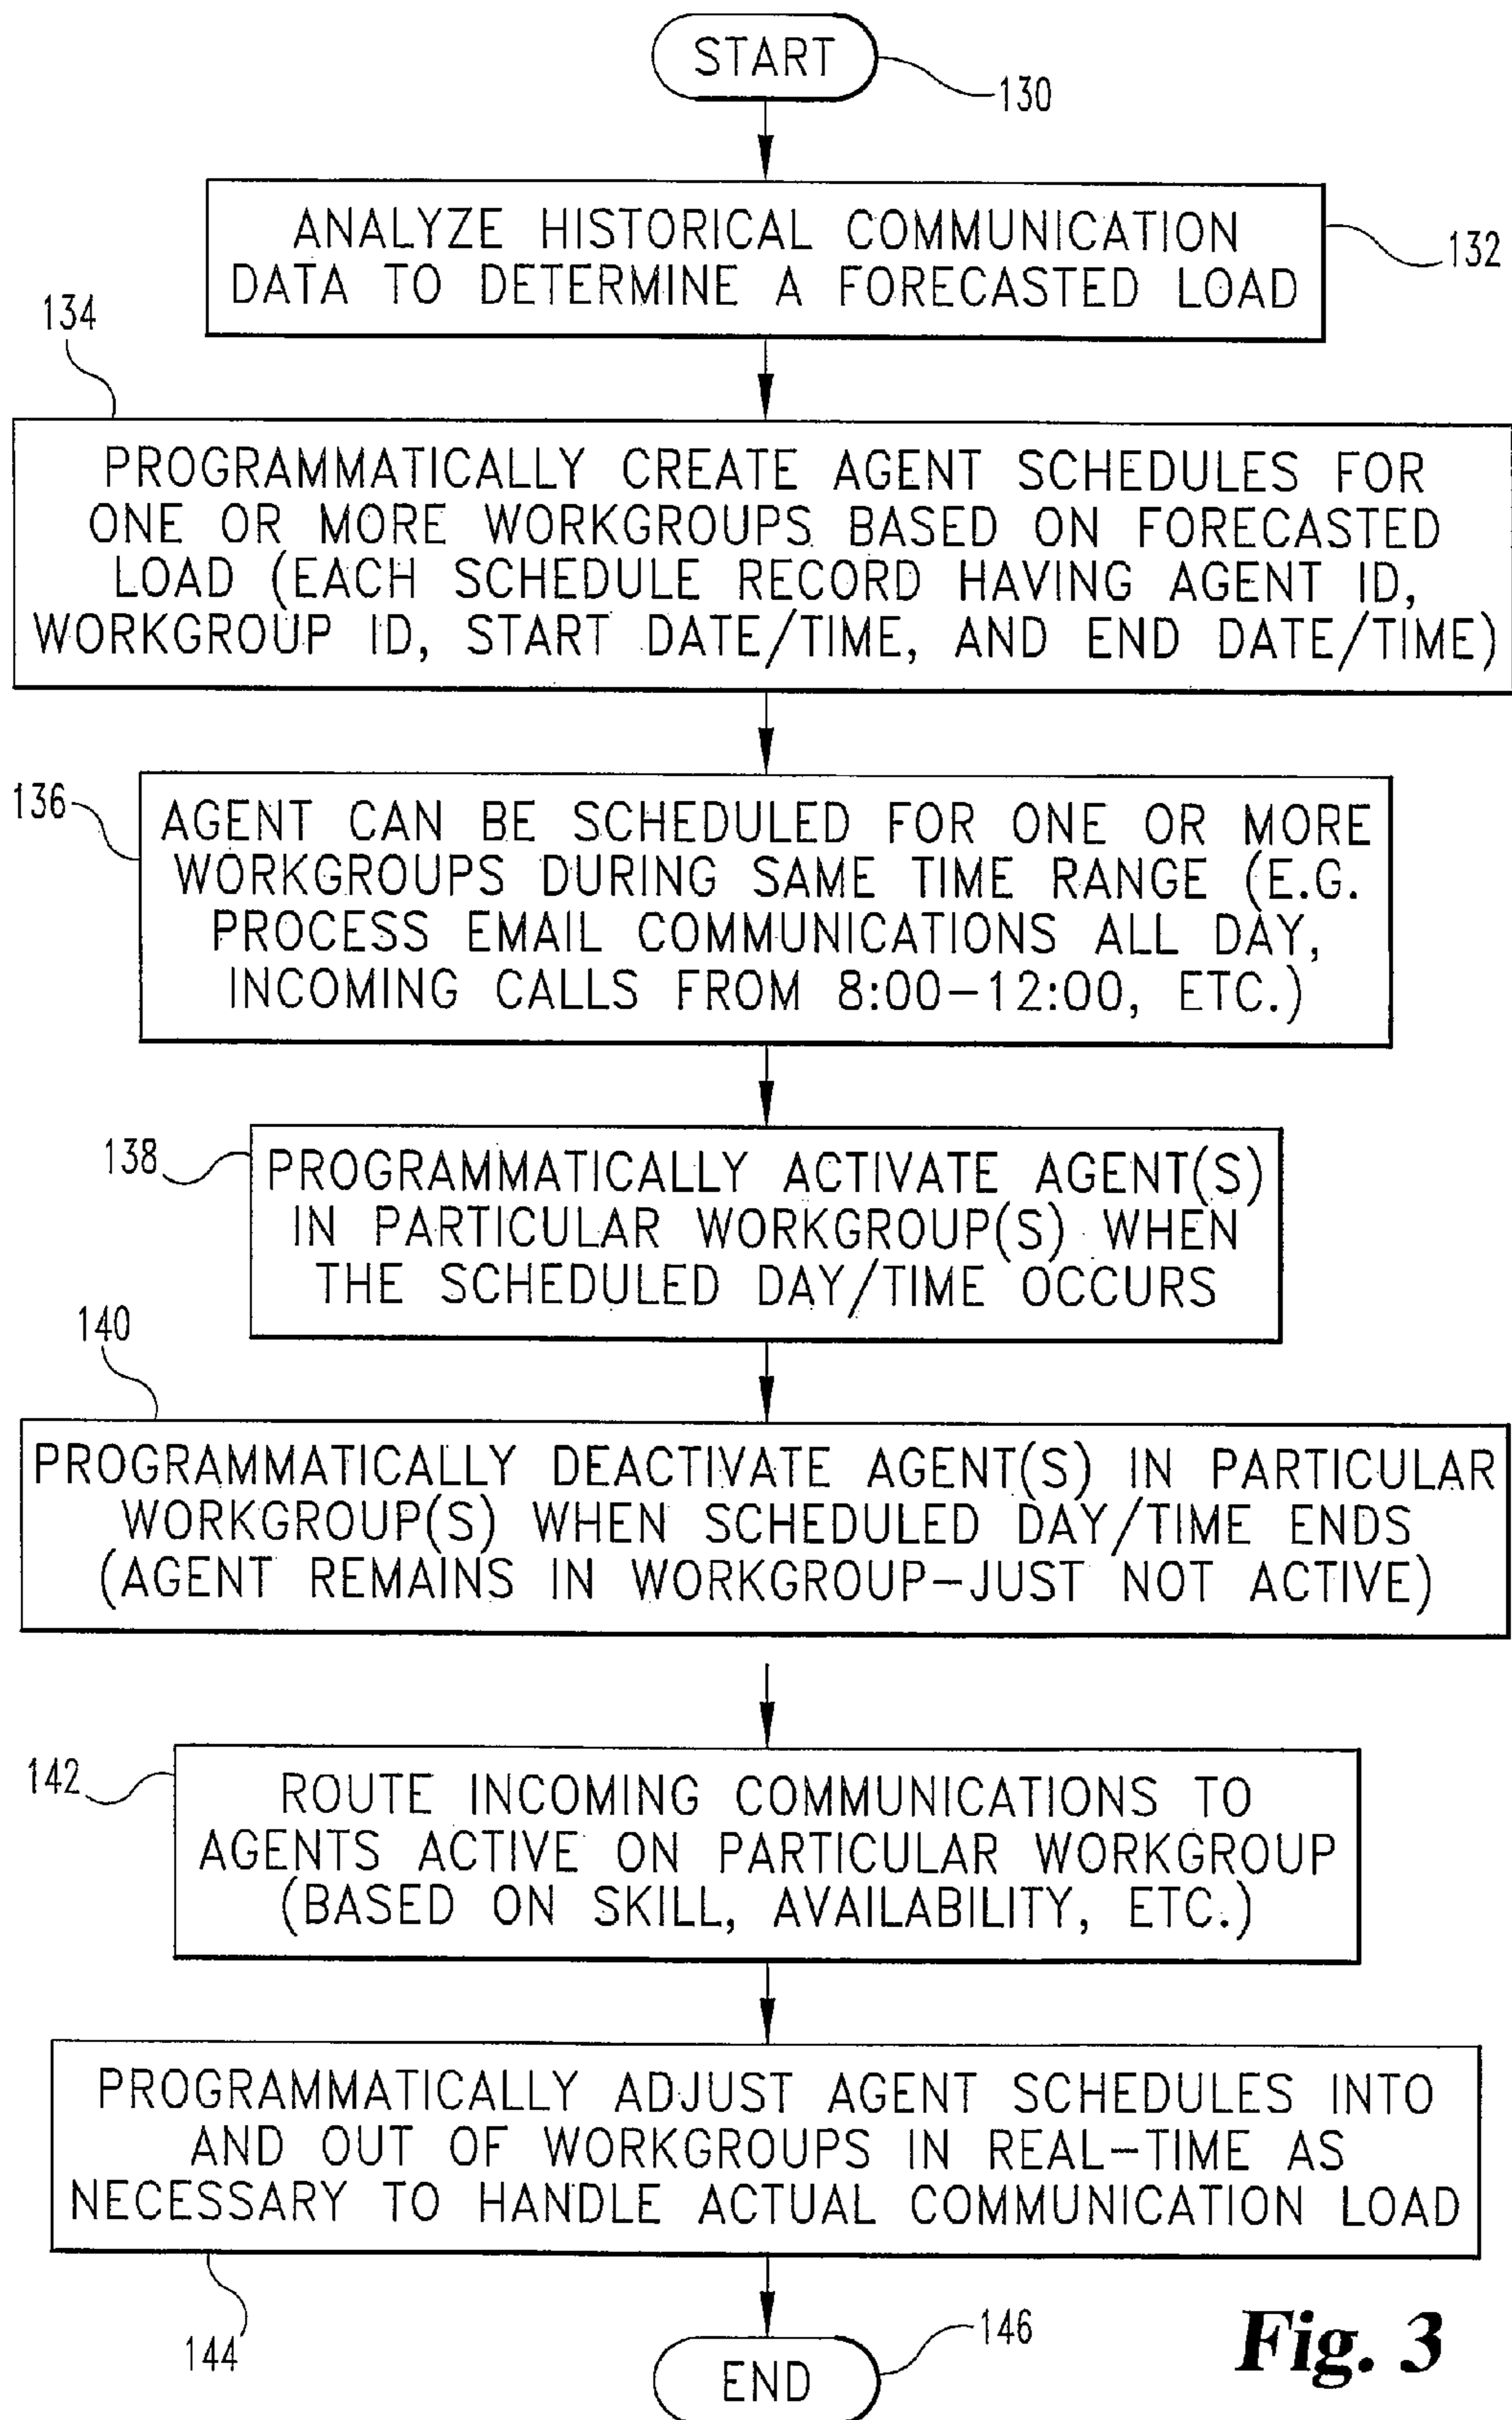 START
130
ANALYZE HISTORICAL COMMUNICATION
DATA TO DETERMINE A FORECASTED LOAD
132
134
PROGRAMMATICALLY CREATE AGENT SCHEDULES FOR
ONE OR MORE WORKGROUPS BASED ON FORECASTED
LOAD (EACH SCHEDULE RECORD HAVING AGENT ID,
WORKGROUP ID, START DATE/TIME, AND END DATE/TIME)
136
AGENT CAN BE SCHEDULED FOR ONE OR MORE
WORKGROUPS DURING SAME TIME RANGE (E.G.
PROCESS EMAIL COMMUNICATIONS ALL DAY,
INCOMING CALLS FROM 8:00-12:00, ETC.)
138
PROGRAMMATICALLY ACTIVATE AGENT(S)
IN PARTICULAR WORKGROUP(S) WHEN
THE SCHEDULED DAY/TIME OCCURS
140
PROGRAMMATICALLY DEACTIVATE AGENT(S) IN PARTICULAR
WORKGROUP(S) WHEN SCHEDULED DAY/TIME ENDS
(AGENT REMAINS IN WORKGROUP-JUST NOT ACTIVE)
142
ROUTE INCOMING COMMUNICATIONS TO
AGENTS ACTIVE ON PARTICULAR WORKGROUP
(BASED ON SKILL, AVAILABILITY, ETC.)
PROGRAMMATICALLY ADJUST AGENT SCHEDULES INTO
AND OUT OF WORKGROUPS IN REAL-TIME AS
NECESSARY TO HANDLE ACTUAL COMMUNICATION LOAD
144
END
146
Fig. 3